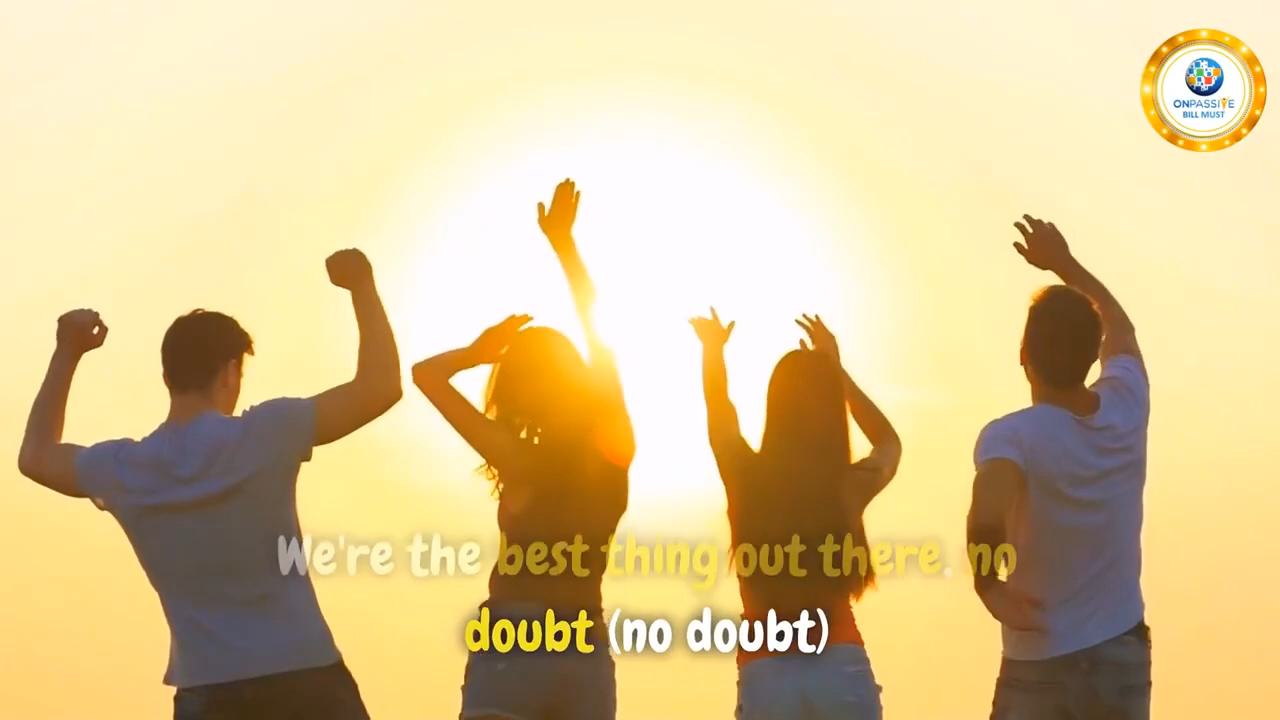 ONPASSIVE
BILL MUST
We're the best thing out there. no
doubt (no doubt)